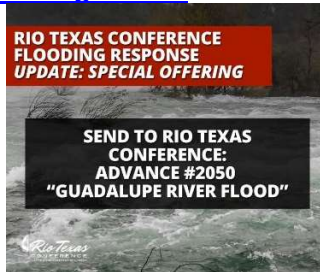 RIO TEXAS CONFERENCE
FLOODING RESPONSE
UPDATE: SPECIAL OFFERING
SEND TO RIO TEXAS
CONFERENCE:
ADVANCE #2050
“GUADALUPE RIVER FLOOD”
Rio Texas
CONFERENCE